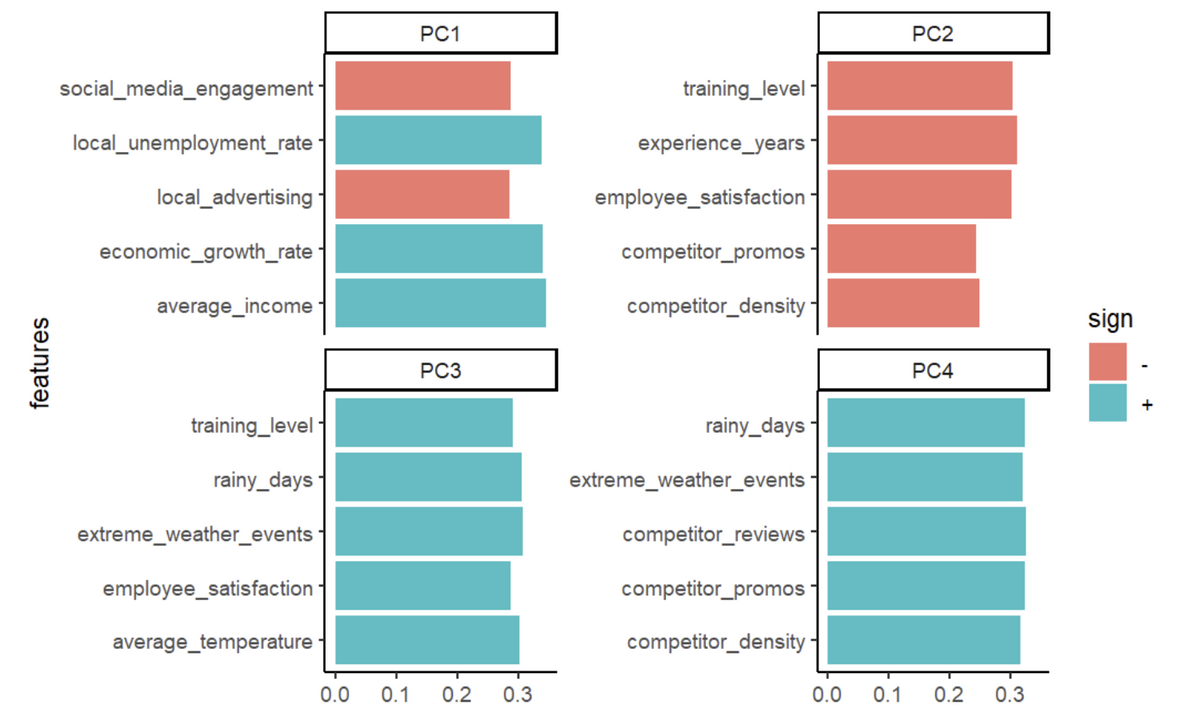 PC1
social_media_engagement
local_unemployment_rate
local_advertising
economic_growth_rate
average_income
PC2
training_level
experience_years
employee_satisfaction
competitor_promos
competitor_density
features
PC3
training_level
rainy_days
extreme_weather_events
employee_satisfaction
average_temperature
0.0 0.1 0.2 0.3
PC4
rainy_days
extreme_weather_events
competitor_reviews
competitor_promos
competitor_density
0.0 0.1 0.2 0.3
sign
-
+